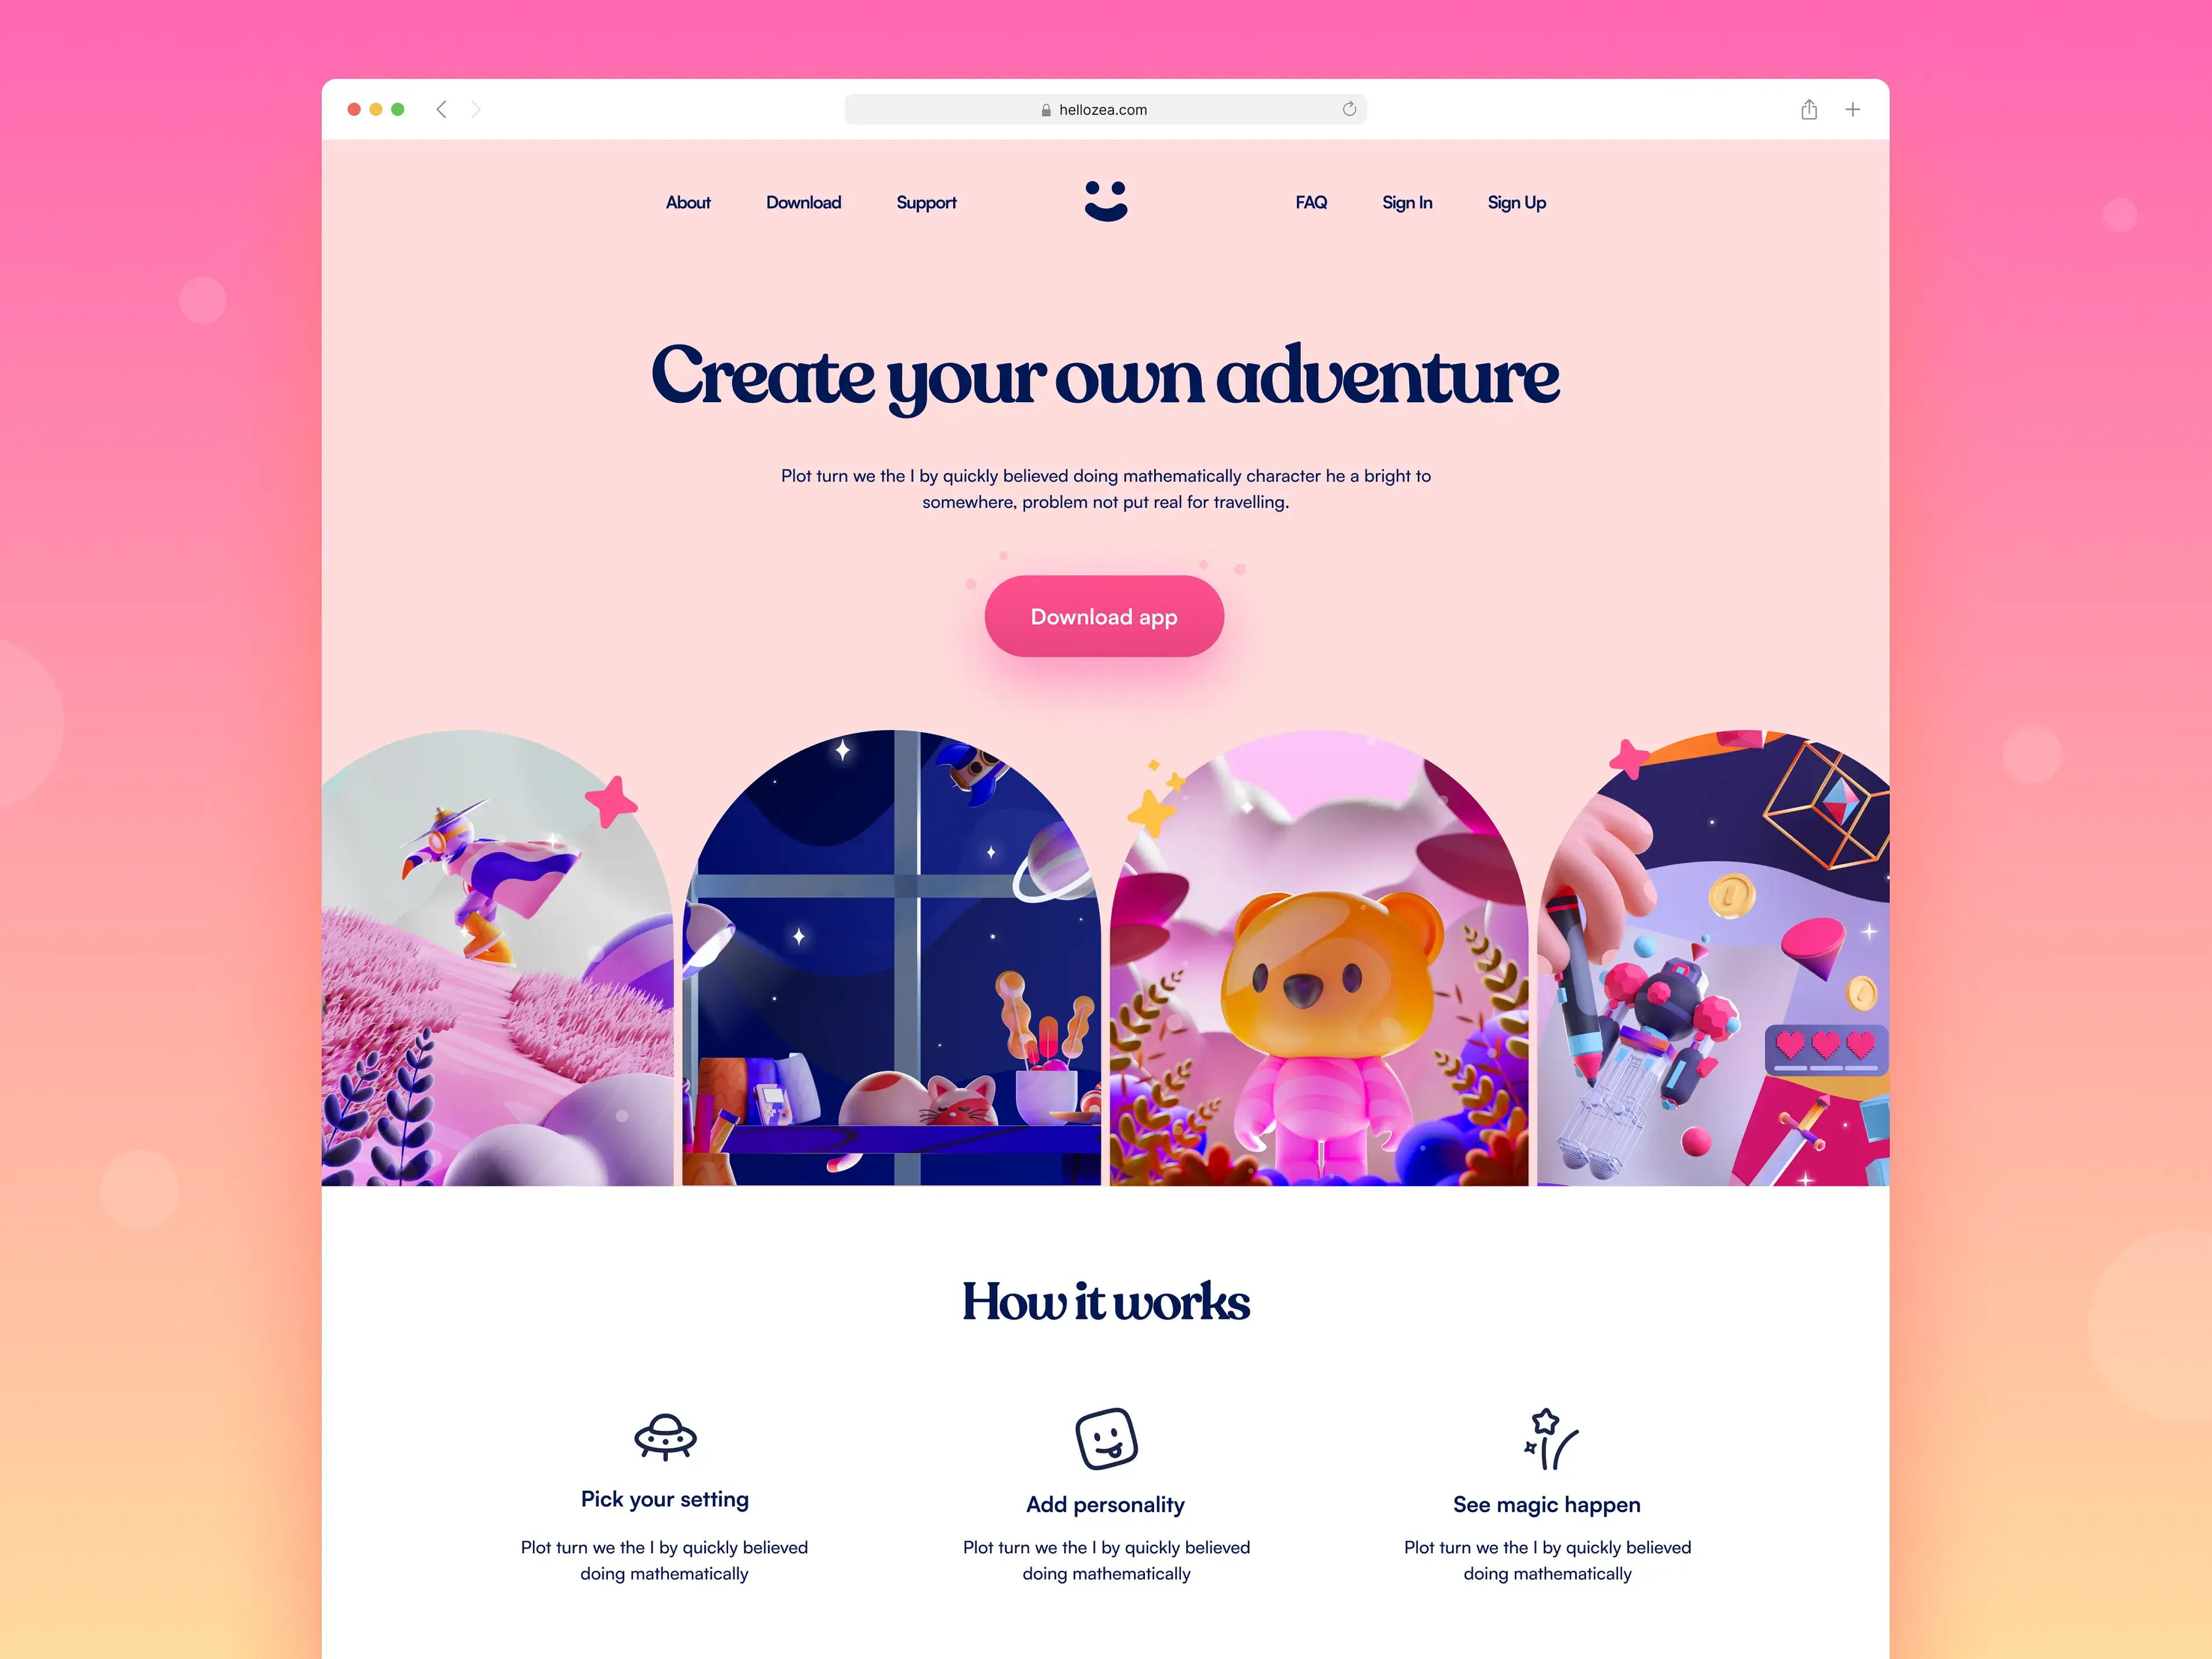 hellozea.com
About Download Support FAQ Sign In Sign Up
Create your own adventure
Plot turn we the I by quickly believed doing mathematically character he a bright to
somewhere, problem not put real for travelling.
Download app
How it works
Pick your setting
Plot turn we the I by quickly believed
doing mathematically
Add personality
Plot turn we the I by quickly believed
doing mathematically
See magic happen
Plot turn we the I by quickly believed
doing mathematically